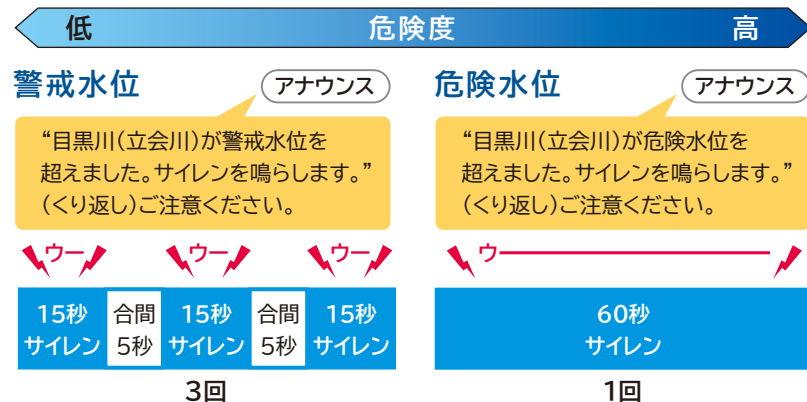 低 危険度 高
警戒水位 アナウンス
“目黒川(立会川)が警戒水位を
超えました。サイレンを鳴らします。”
(くり返し)ご注意ください。
ウー ウー ウー
15秒 合間 15秒 合間 15秒
サイレン 5秒 サイレン 5秒 サイレン
3回
危険水位 アナウンス
“目黒川(立会川)が危険水位を
超えました。サイレンを鳴らします。”
(くり返し)ご注意ください。
ウー
60秒
サイレン
1回